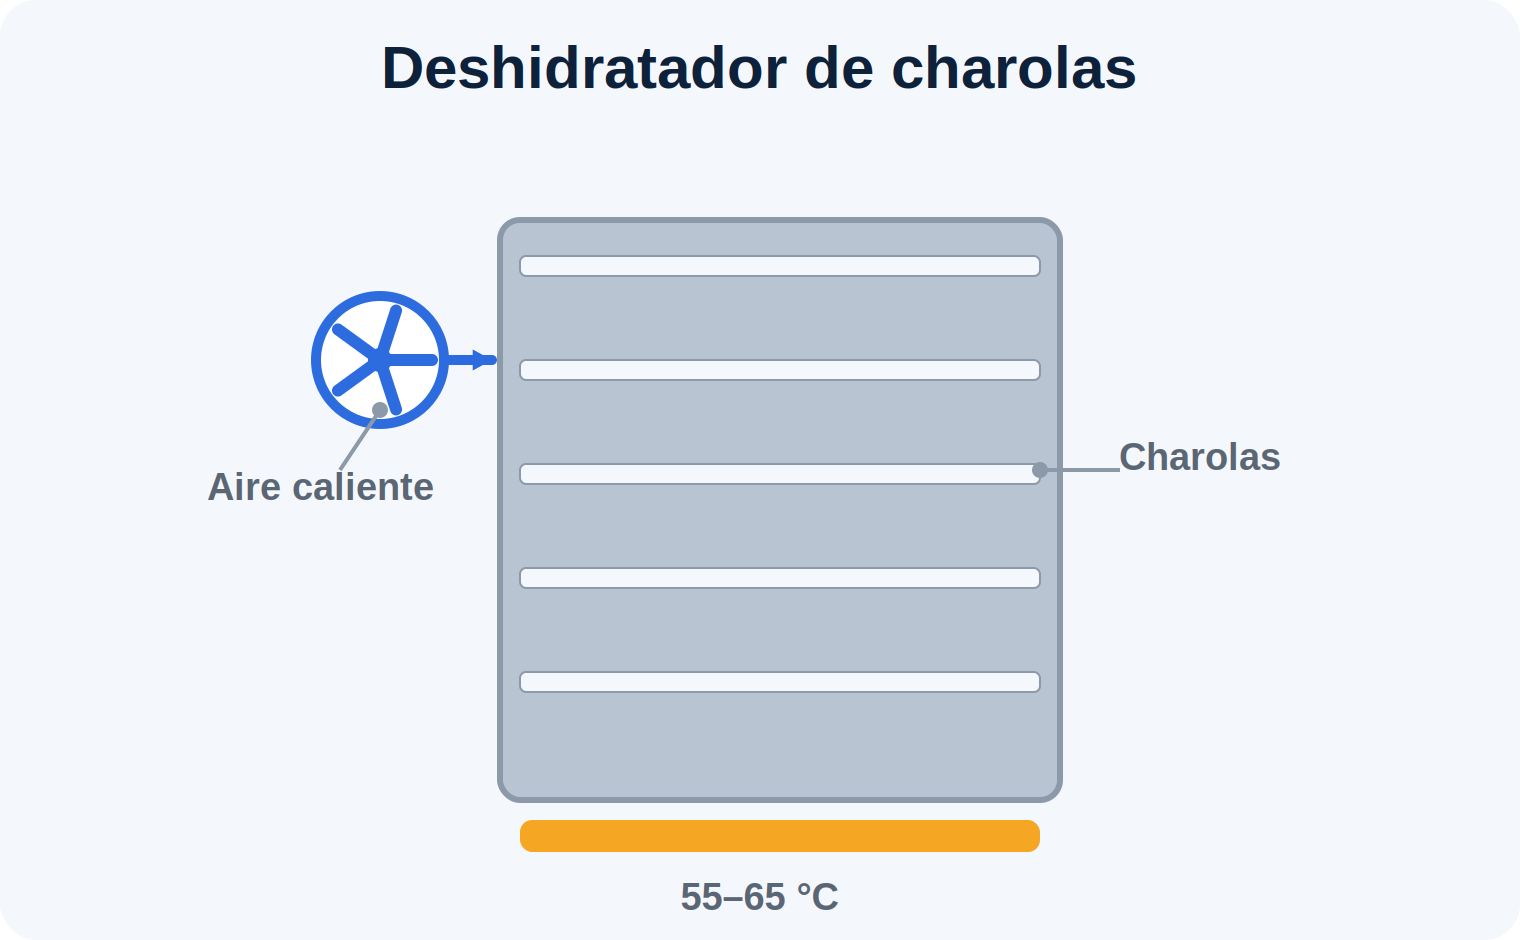 Deshidratador de charolas
Charolas
Aire caliente
55–65 °C